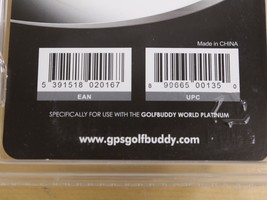 Made in CHINA
5 391518 020167
EAN
8 90665 00135 0
UPC
SPECIFICALLY FOR USE WITH THE GOLFBUDDY WORLD PLATINUM
www.gpsgolfbuddy.com